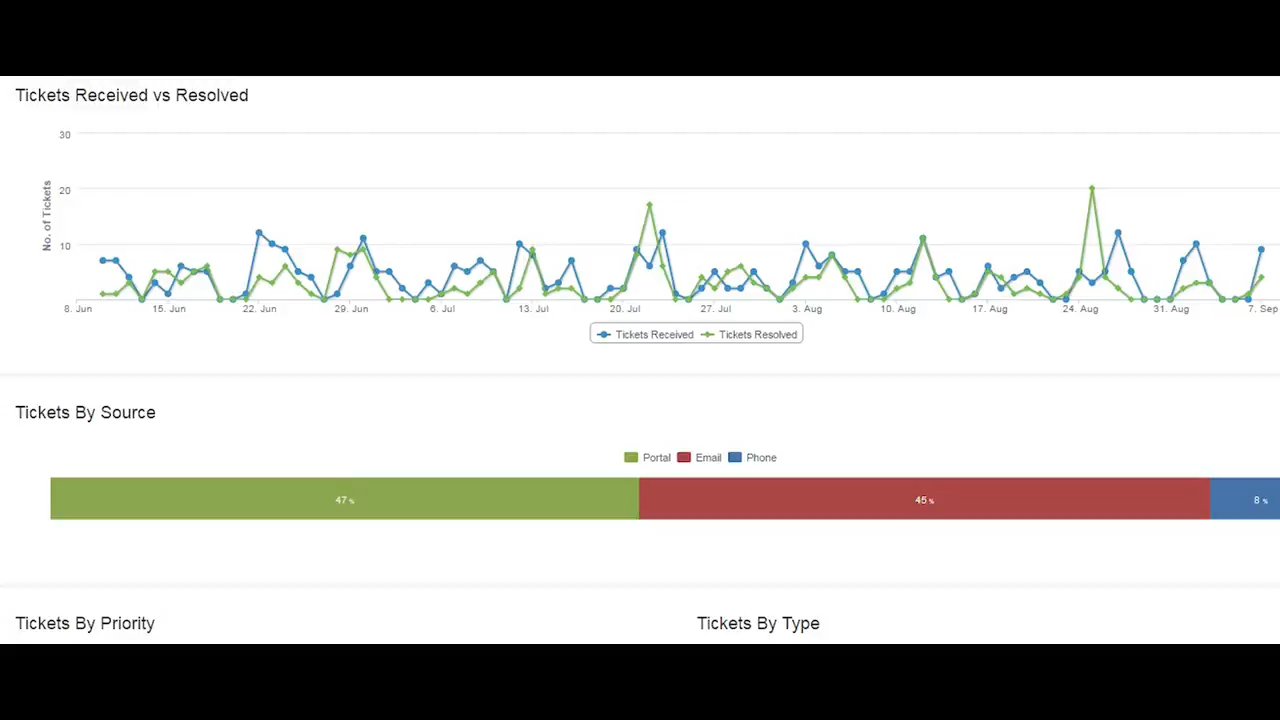 Tickets Received vs Resolved
30
20
10
0
No. of Tickets
8. Jun 15. Jun 22. Jun 29. Jun 6. Jul 13. Jul 20. Jul 27. Jul 3. Aug 10. Aug 17. Aug 24. Aug 31. Aug 7. Sep
Tickets Received Tickets Resolved
Tickets By Source
Portal Email Phone
47 % 45 % 8 %
Tickets By Priority Tickets By Type